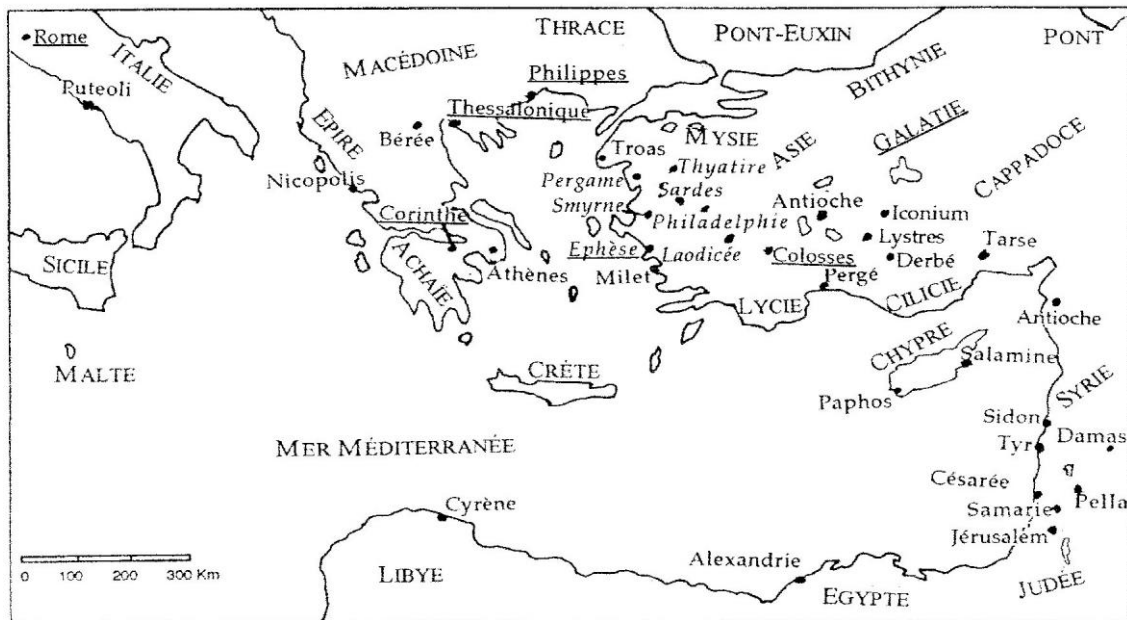 THRACE
PONT-EUXIN
PONT
Rome
ITALIE
MACÉDOINE
BITHYNIE
Philippes
Puteoli
Thessalonique
EPIRE
Bérée
MYSIE
ASIE
GALATIE
CAPPADOCE
Troas
Thyatire
Nicopolis
Pergame
Sardes
Smyrne
Antioche
Corinthe
Philadelphie
Iconium
Lystres
Tarse
SICILE
ACHAÏE
Athènes
Ephèse
Laodicée
Colosses
Derbé
Milet
Pergé
LYCIE
CILICIE
Antioche
MALTE
CRÈTE
CHYPRE
Salamine
SYRIE
Paphos
Sidon
MER MÉDITERRANÉE
Tyr
Damas
Césarée
Pella
Cyrène
Samarie
Jérusalém
Alexandrie
0 100 200 300 Km
LIBYE
EGYPTE
JUDÉE